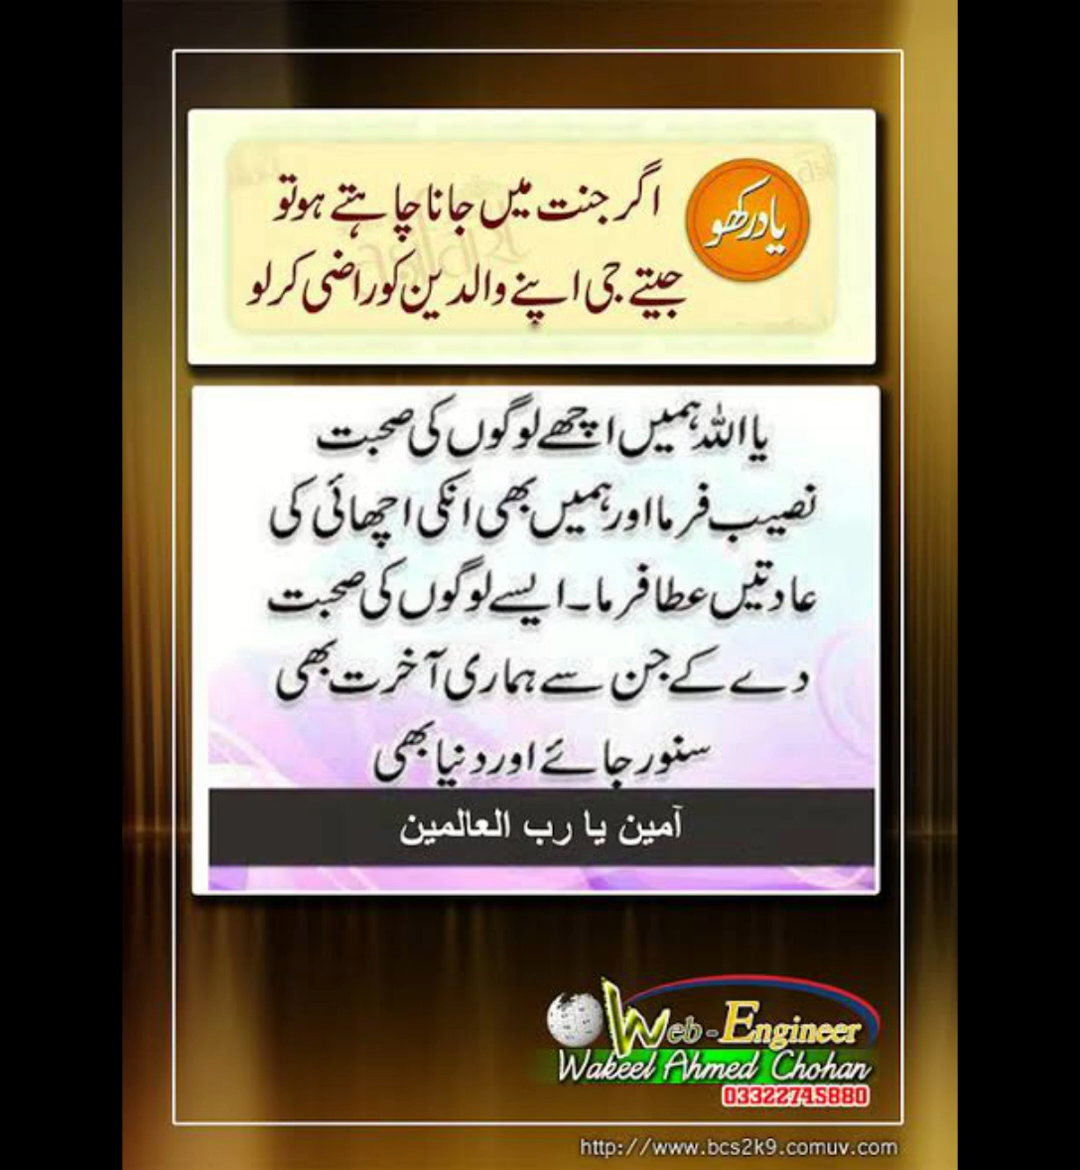 یاد رکھو
اگر جنت میں جانا چاہتے ہو تو
جیتے جی اپنے والدین کو راضی کر لو
یا اللہ ہمیں اچھے لوگوں کی صحبت
نصیب فرما اور ہمیں بھی انکی اچھائی کی
عادتیں عطا فرما۔ ایسے لوگوں کی صحبت
دے کے جن سے ہماری آخرت بھی
سنور جائے اور دنیا بھی
آمين يا رب العالمين
Web-Engineer
Wakeel Ahmed Chohan
03322745880
http://www.bcs2k9.comuv.com